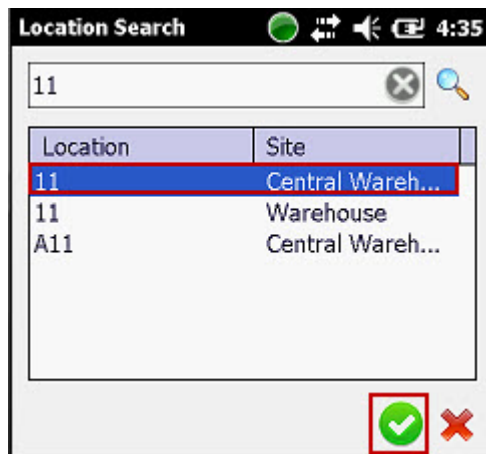 Location Search 4:35
11
Location Site
11 Central Wareh...
11 Warehouse
A11 Central Wareh...